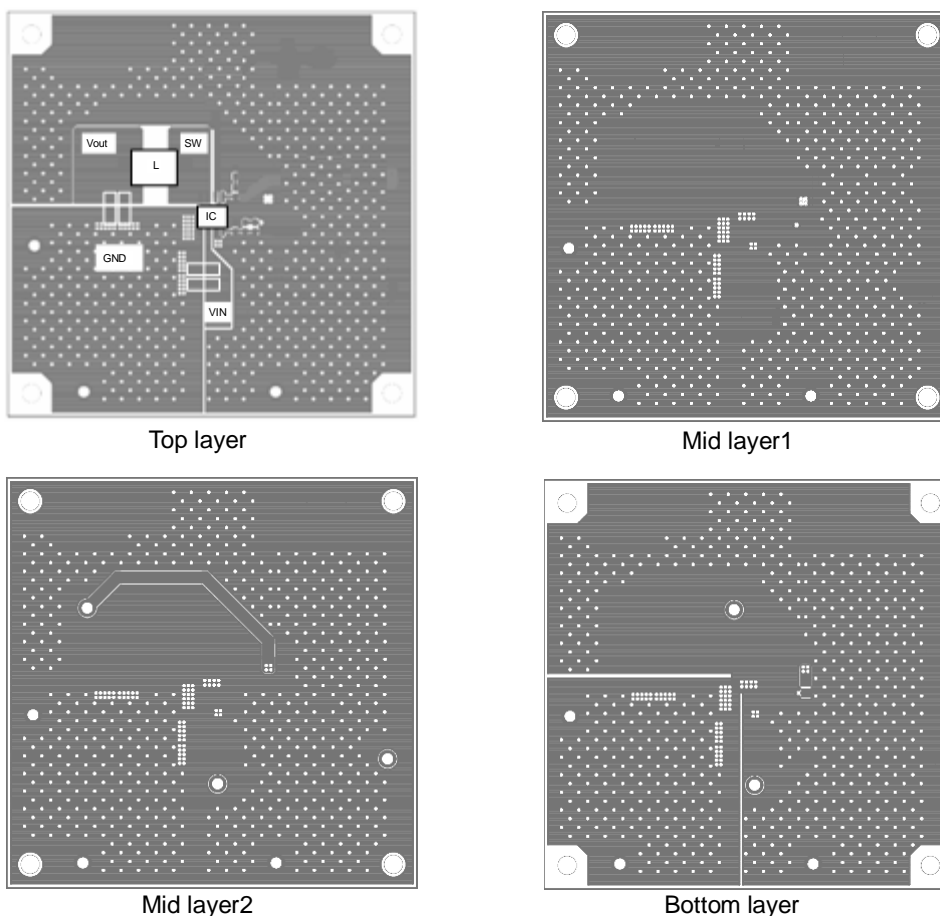 Vout
SW
L
IC
GND
VIN
Top layer
Mid layer1
Mid layer2
Bottom layer